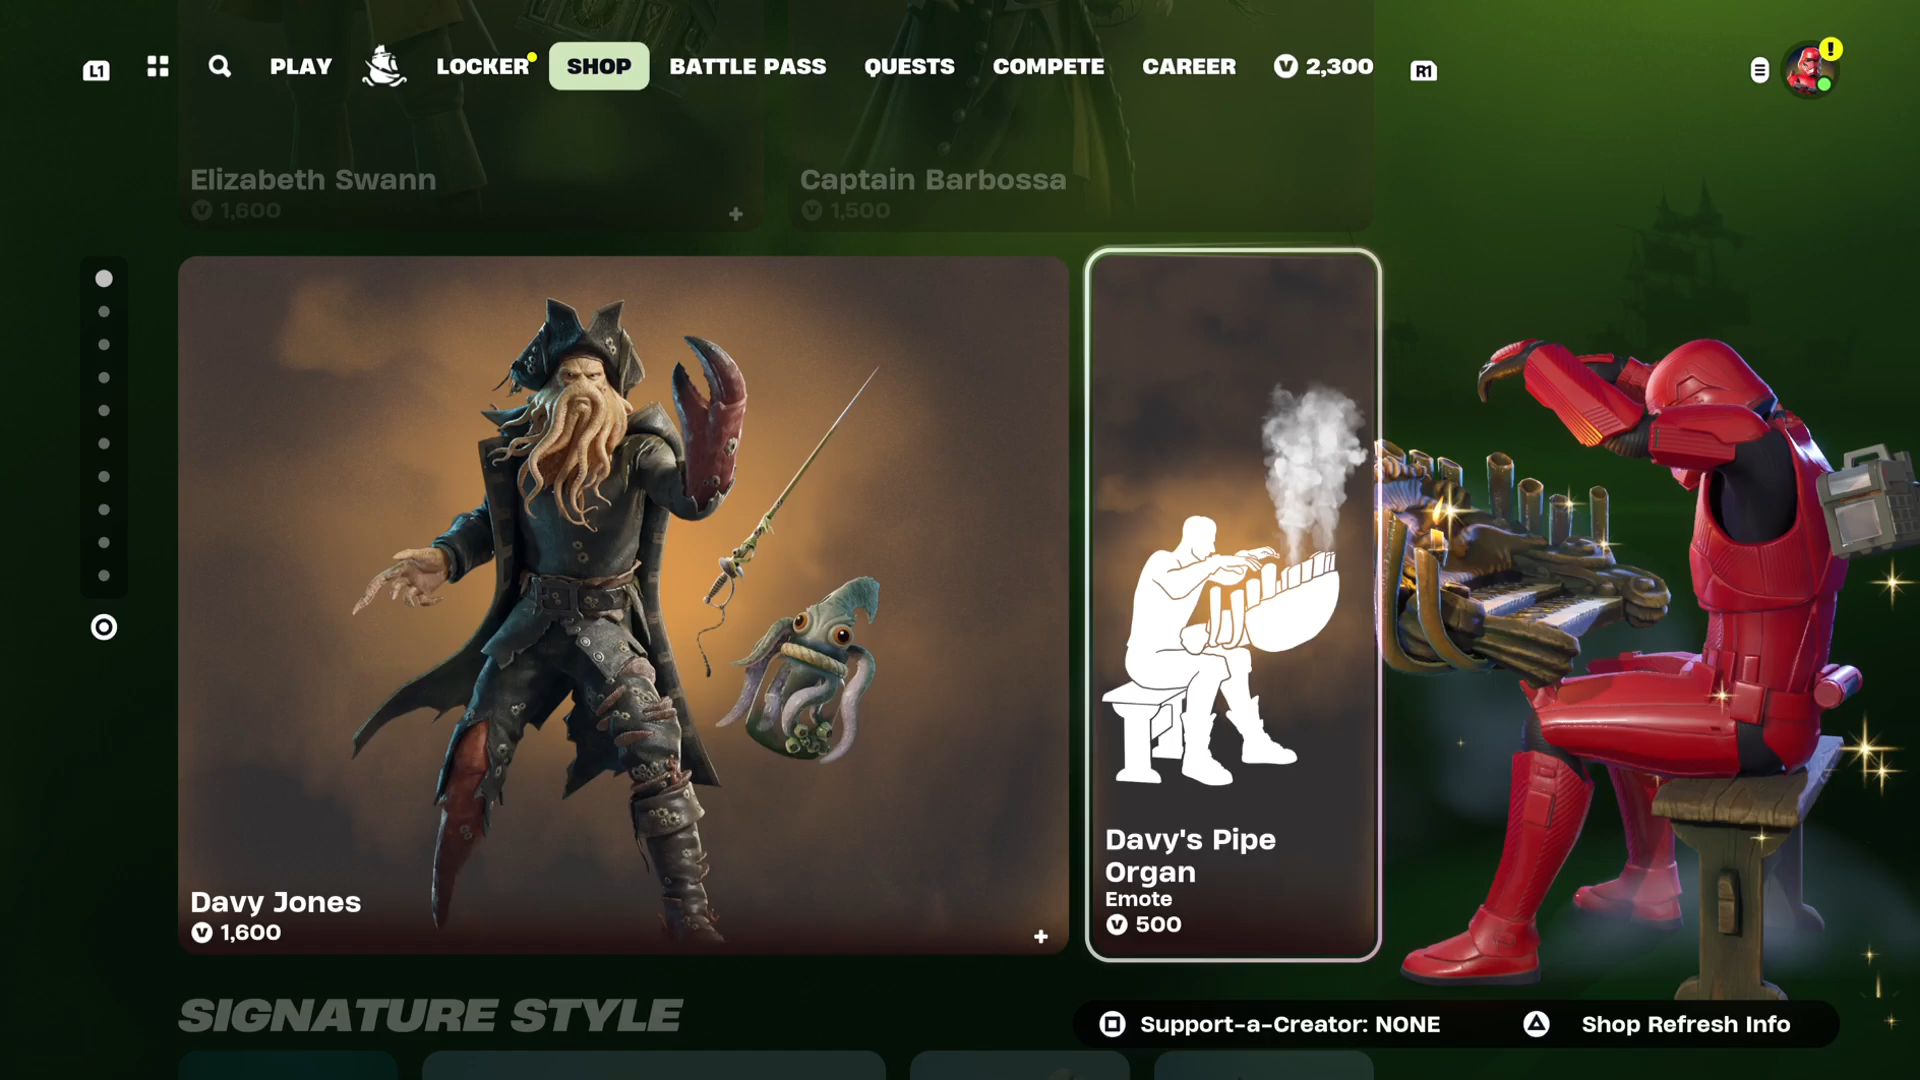 L1
PLAY
LOCKER
SHOP
BATTLE PASS
QUESTS
COMPETE
CAREER
V 2,300
R1
Elizabeth Swann
V 1,600
+
Captain Barbossa
V 1,500
Davy Jones
V 1,600
+
Davy's Pipe
Organ
Emote
V 500
SIGNATURE STYLE
Support-a-Creator: NONE
Shop Refresh Info
!